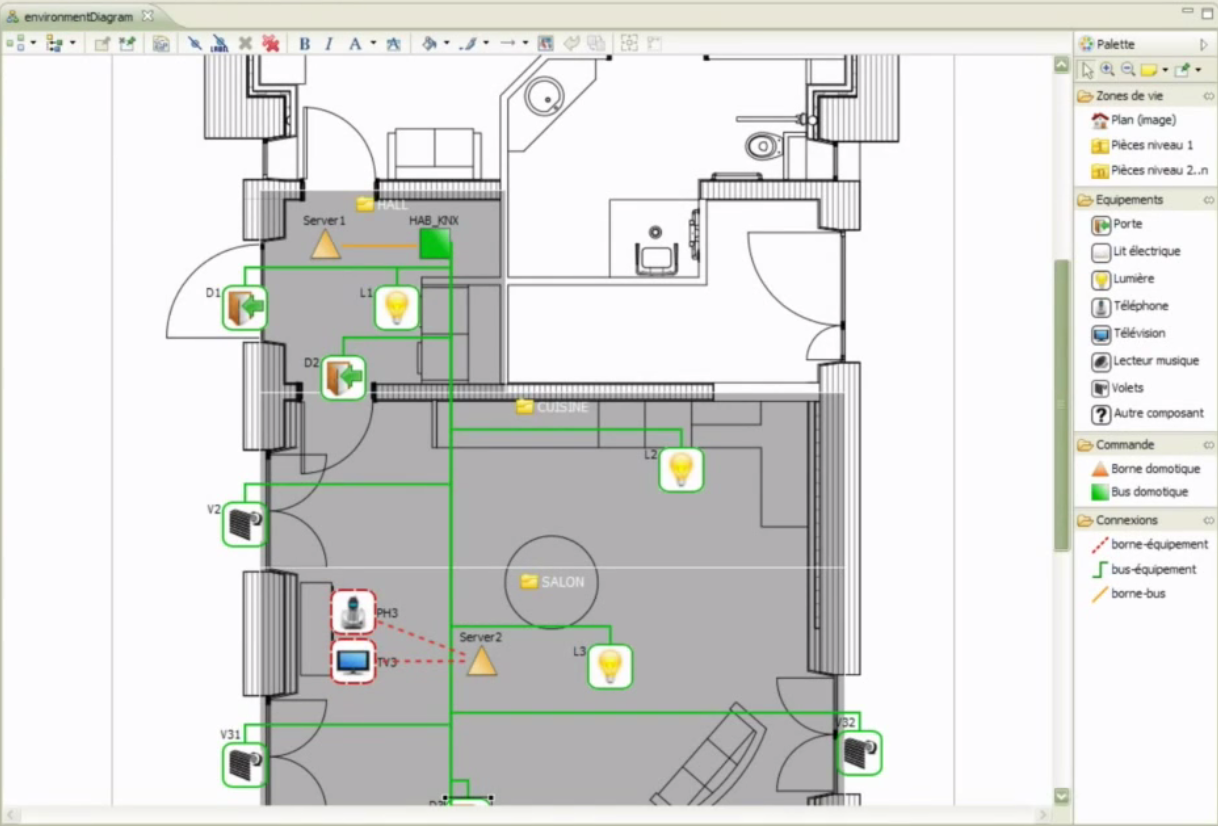 environmentDiagram
LABEL
B I A A
Palette
Zones de vie
Plan (image)
Pièces niveau 1
Pièces niveau 2..n
Equipements
Porte
Lit électrique
Lumière
Téléphone
Télévision
Lecteur musique
Volets
? Autre composant
Commande
Borne domotique
Bus domotique
Connexions
borne-équipement
bus-équipement
borne-bus
HALL
Server1
HAB_KNX
D1
L1
D2
CUISINE
L2
V2
SALON
PH3
Server2
L3
TV3
V31
V32